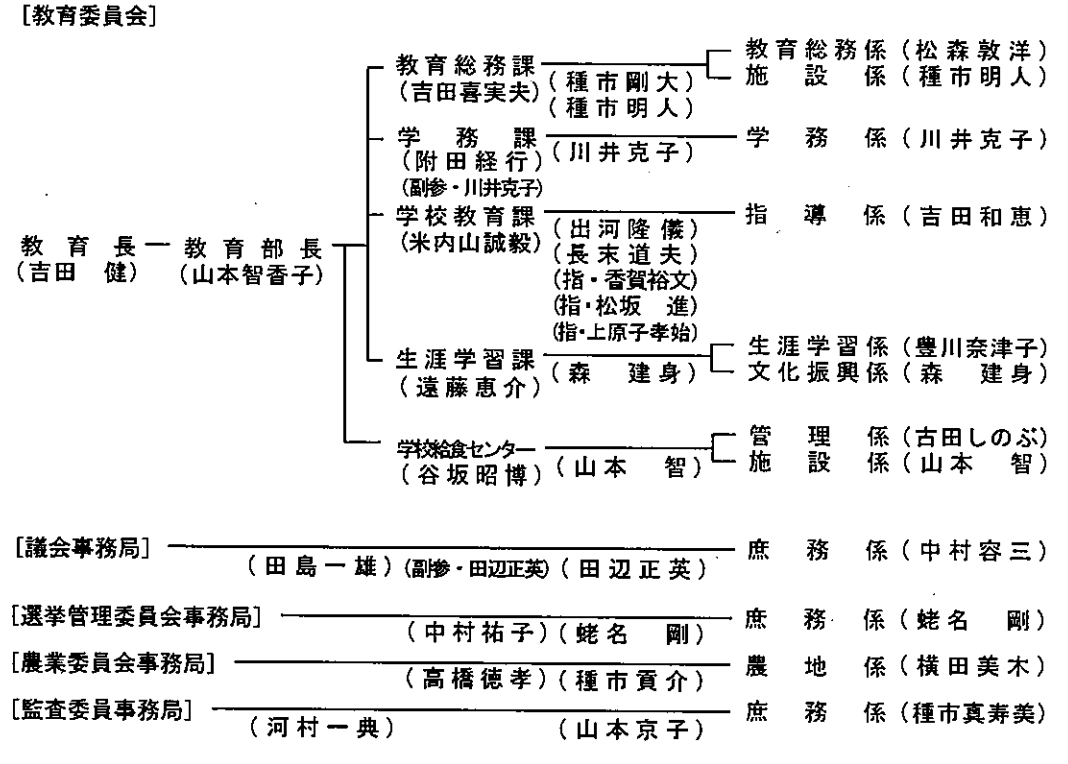 [教育委員会]
教育総務課 教育総務係(松森敦洋)
(吉田喜実夫)(種市剛大) 施設係(種市明人)
(種市明人)
学務課 学務係(川井克子)
(附田経行)(川井克子)
(副参・川井克子)
学校教育課 指導係(吉田和恵)
(米内山誠毅)(出河隆儀)
(長末道夫)
(指・香賀裕文)
(指・松坂 進)
(指・上原子孝始)
教育長 教育部長
(吉田 健) (山本智香子)
生涯学習課 生涯学習係(豊川奈津子)
(遠藤恵介)(森 建身) 文化振興係(森 建身)
学校給食センター 管理係(古田しのぶ)
(谷坂昭博)(山本 智) 施設係(山本 智)
[議会事務局] 庶務係(中村容三)
(田島一雄)(副参・田辺正英)(田辺正英)
[選挙管理委員会事務局] 庶務係(蛯名 剛)
(中村祐子)(蛯名 剛)
[農業委員会事務局] 農地係(横田美木)
(高橋徳孝)(種市貢介)
[監査委員事務局] 庶務係(種市真寿美)
(河村一典) (山本京子)